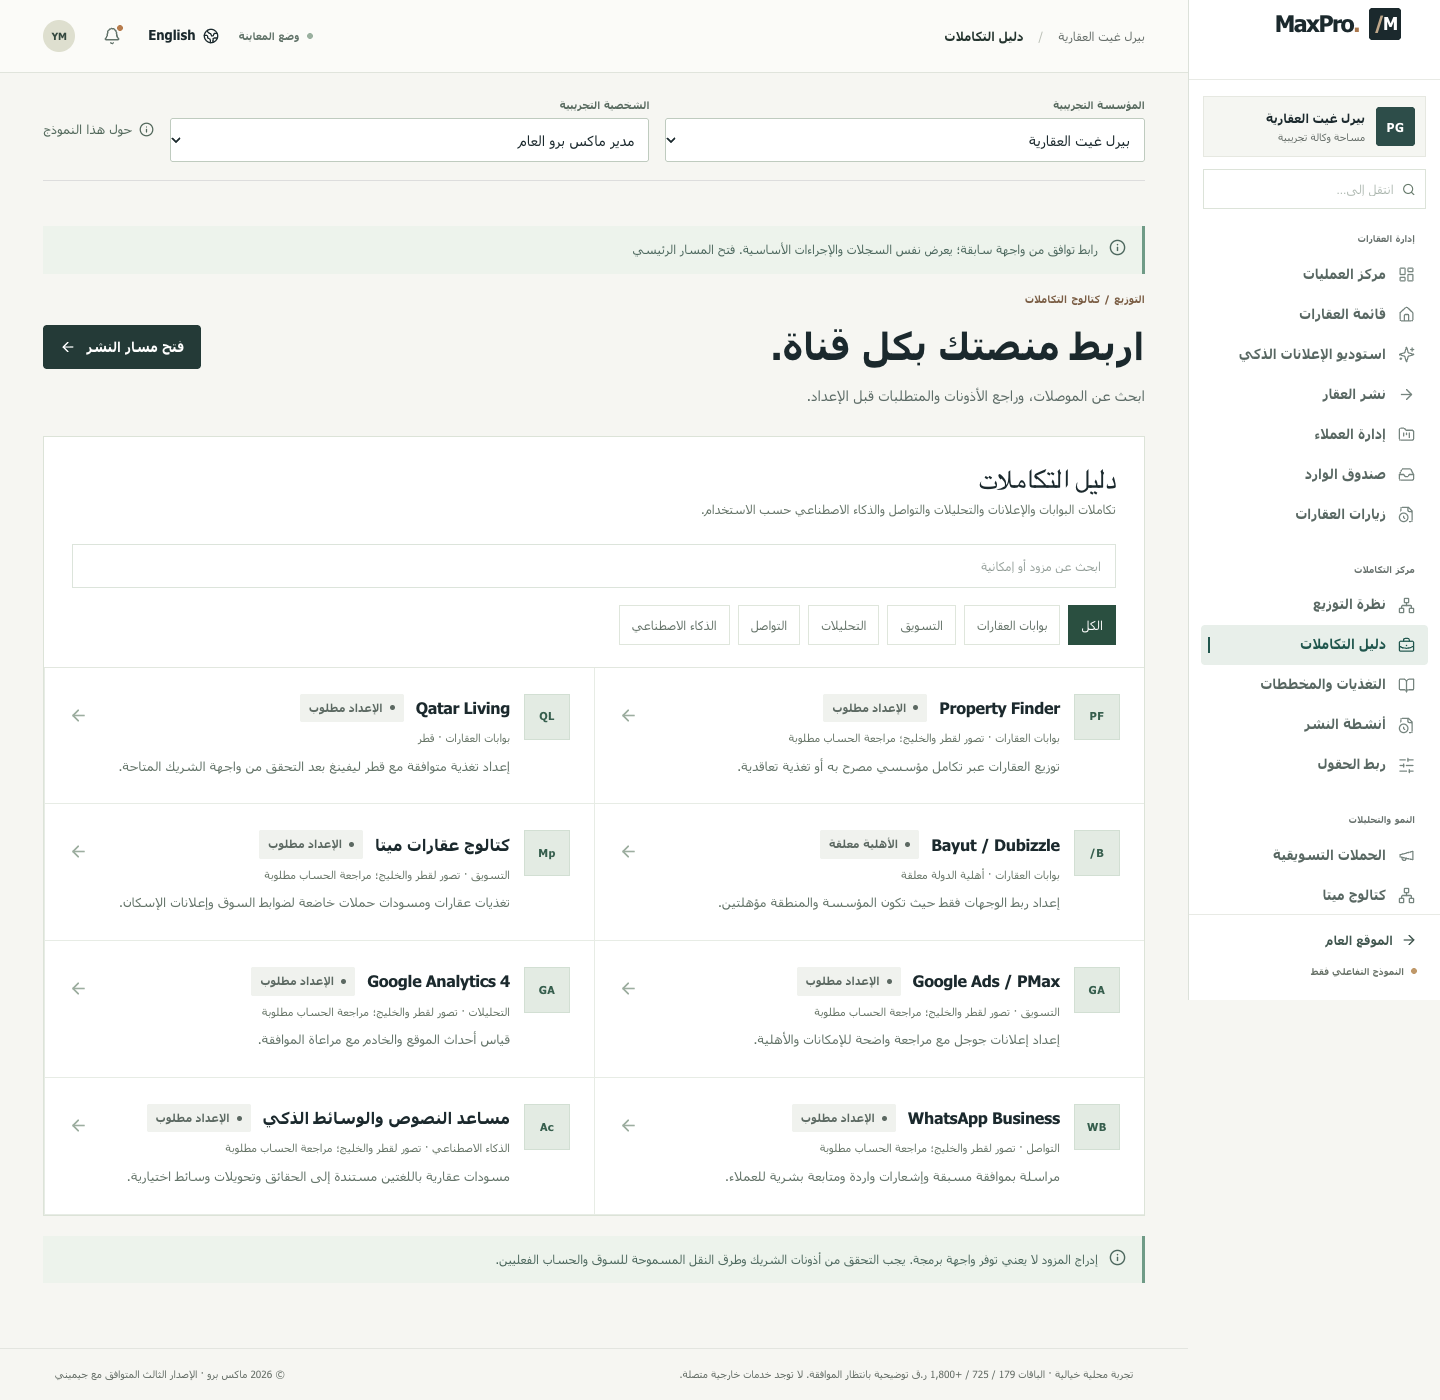 MaxPro.
/M
بيرل غيت العقارية
/
دليل التكاملات
وضع المعاينة
English
YM
PG
بيرل غيت العقارية
مساحة وكالة تجريبية
انتقل إلى...
إدارة العقارات
مركز العمليات
قائمة العقارات
استوديو الإعلانات الذكي
نشر العقار
إدارة العملاء
صندوق الوارد
زيارات العقارات
مركز التكاملات
نظرة التوزيع
دليل التكاملات
التغذيات والمخططات
أنشطة النشر
ربط الحقول
النمو والتحليلات
الحملات التسويقية
كتالوج ميتا
الموقع العام
النموذج التفاعلي فقط
المؤسسة التجريبية
بيرل غيت العقارية
الشخصية التجريبية
مدير ماكس برو العام
حول هذا النموذج
رابط توافق من واجهة سابقة؛ يعرض نفس السجلات والإجراءات الأساسية. فتح المسار الرئيسي
التوزيع / كتالوج التكاملات
اربط منصتك بكل قناة.
فتح مسار النشر
ابحث عن الموصلات، وراجع الأذونات والمتطلبات قبل الإعداد.
دليل التكاملات
تكاملات البوابات والإعلانات والتحليلات والتواصل والذكاء الاصطناعي حسب الاستخدام.
ابحث عن مزود أو إمكانية
الكل
بوابات العقارات
التسويق
التحليلات
التواصل
الذكاء الاصطناعي
PF
Property Finder
الإعداد مطلوب
بوابات العقارات · تصور لقطر والخليج؛ مراجعة الحساب مطلوبة
توزيع العقارات عبر تكامل مؤسسي مصرح به أو تغذية تعاقدية.
QL
Qatar Living
الإعداد مطلوب
بوابات العقارات · قطر
إعداد تغذية متوافقة مع قطر ليفينغ بعد التحقق من واجهة الشريك المتاحة.
B/
Bayut / Dubizzle
الأهلية معلقة
بوابات العقارات · أهلية الدولة معلقة
إعداد ربط الوجهات فقط حيث تكون المؤسسة والمنطقة مؤهلتين.
Mp
كتالوج عقارات ميتا
الإعداد مطلوب
التسويق · تصور لقطر والخليج؛ مراجعة الحساب مطلوبة
تغذيات عقارات ومسودات حملات خاضعة لضوابط السوق وإعلانات الإسكان.
GA
Google Ads / PMax
الإعداد مطلوب
التسويق · تصور لقطر والخليج؛ مراجعة الحساب مطلوبة
إعداد إعلانات جوجل مع مراجعة واضحة للإمكانات والأهلية.
GA
Google Analytics 4
الإعداد مطلوب
التحليلات · تصور لقطر والخليج؛ مراجعة الحساب مطلوبة
قياس أحداث الموقع والخادم مع مراعاة الموافقة.
WB
WhatsApp Business
الإعداد مطلوب
التواصل · تصور لقطر والخليج؛ مراجعة الحساب مطلوبة
مراسلة بموافقة مسبقة وإشعارات واردة ومتابعة بشرية للعملاء.
Ac
مساعد النصوص والوسائط الذكي
الإعداد مطلوب
الذكاء الاصطناعي · تصور لقطر والخليج؛ مراجعة الحساب مطلوبة
مسودات عقارية باللغتين مستندة إلى الحقائق وتحويلات وسائط اختيارية.
إدراج المزود لا يعني توفر واجهة برمجة. يجب التحقق من أذونات الشريك وطرق النقل المسموحة للسوق والحساب الفعليين.
تجربة محلية خيالية · الباقات 179 / 725 / +1,800 ر.ق توضيحية بانتظار الموافقة. لا توجد خدمات خارجية متصلة.
© 2026 ماكس برو · الإصدار الثالث المتوافق مع جيميني